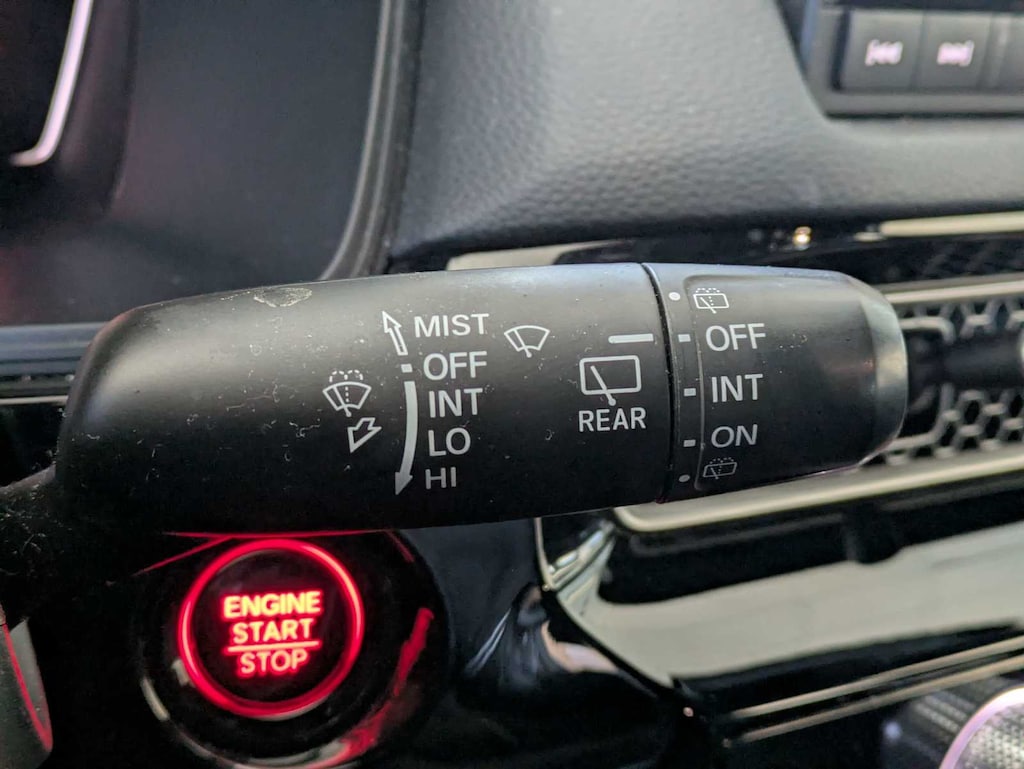 MIST
OFF
INT
LO
HI
REAR
OFF
INT
ON
ENGINE
START
STOP